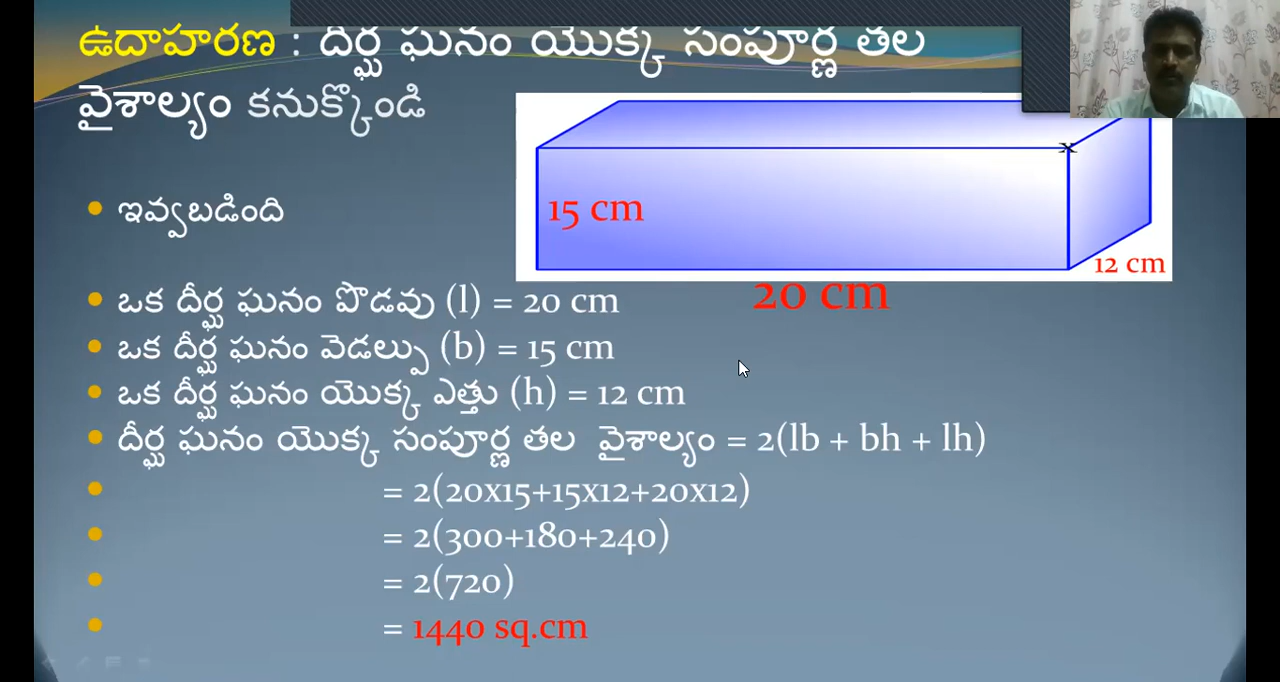 ఉదాహరణ : దీర్ఘ ఘనం యొక్క సంపూర్ణ తల
వైశాల్యం కనుక్కోండి
ఇవ్వబడింది
15 cm
12 cm
20 cm
ఒక దీర్ఘ ఘనం పొడవు (l) = 20 cm
ఒక దీర్ఘ ఘనం వెడల్పు (b) = 15 cm
ఒక దీర్ఘ ఘనం యొక్క ఎత్తు (h) = 12 cm
దీర్ఘ ఘనం యొక్క సంపూర్ణ తల వైశాల్యం = 2(lb + bh + lh)
= 2(20X15+15X12+20X12)
= 2(300+180+240)
= 2(720)
= 1440 sq.cm